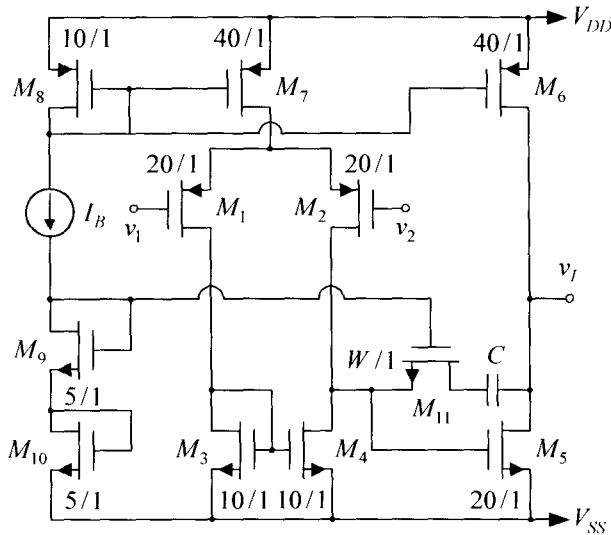 V_DD
10/1
40/1
40/1
M_8
M_7
M_6
20/1
20/1
I_B
v_1
M_1
M_2
v_2
v_I
M_9
W/1
C
5/1
M_11
M_10
M_3
M_4
M_5
5/1
10/1
10/1
20/1
V_SS